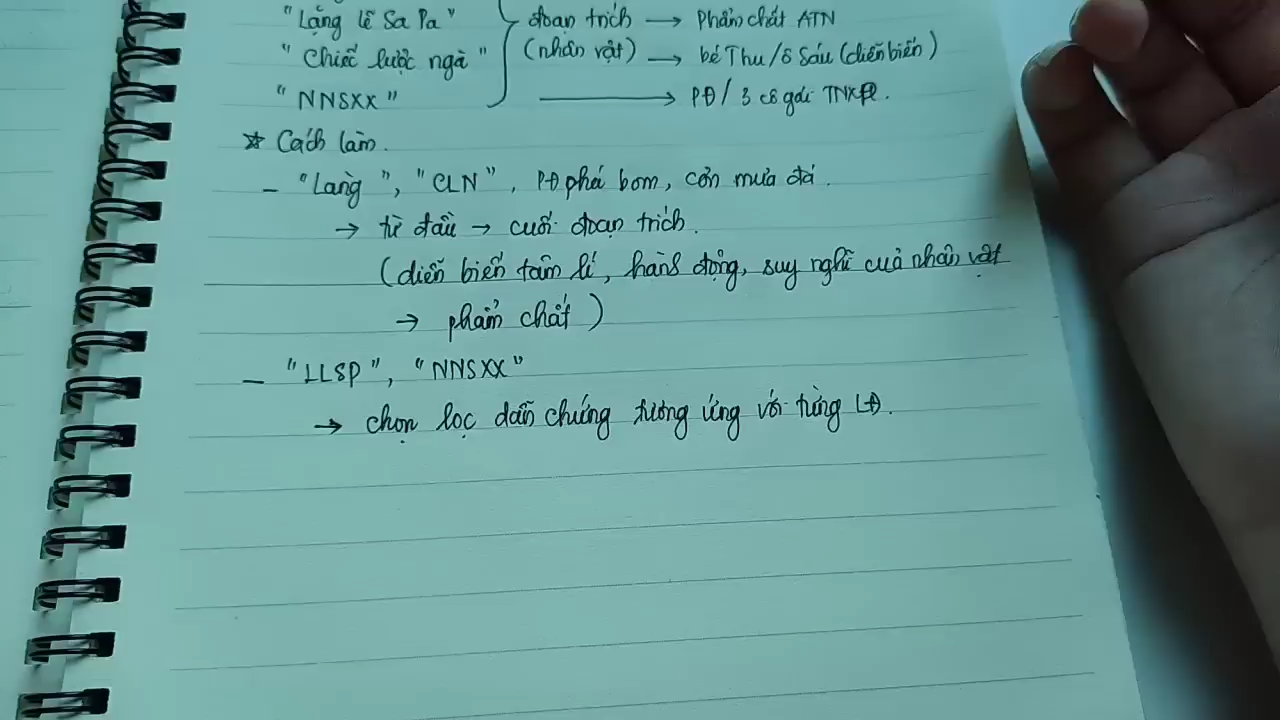 "Lặng lẽ Sa Pa" đoạn trích → Phẩm chất ATN
"Chiếc lược ngà" (nhân vật) → bé Thu/ô Sáu (diễn biến)
"NNSXX" → PĐ/ 3 cô gái TNXP.
☆ Cách làm.
- "Làng", "CLN", PĐ phá bom, cơn mưa đá.
→ từ đầu → cuối đoạn trích.
(diễn biến tâm lí, hành động, suy nghĩ của nhân vật
→ phẩm chất)
- "LLSP", "NNSXX"
→ chọn lọc dẫn chứng tương ứng với từng LĐ.